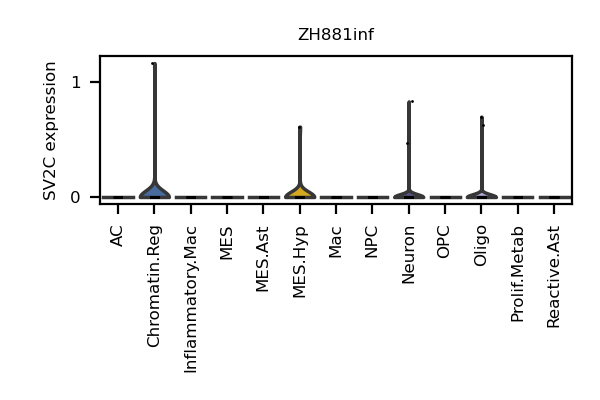 ZH881inf
SV2C expression
1
0
AC
Chromatin.Reg
Inflammatory.Mac
MES
MES.Ast
MES.Hyp
Mac
NPC
Neuron
OPC
Oligo
Prolif.Metab
Reactive.Ast